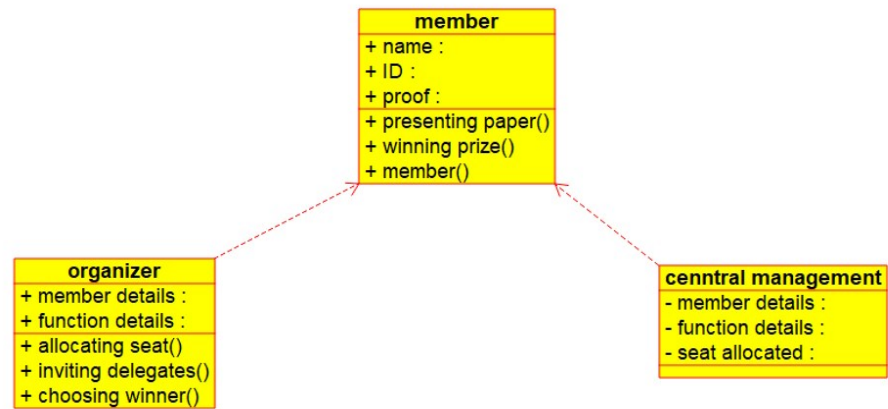 member
+ name :
+ ID :
+ proof :
+ presenting paper()
+ winning prize()
+ member()
organizer
+ member details :
+ function details :
+ allocating seat()
+ inviting delegates()
+ choosing winner()
cenntral management
- member details :
- function details :
- seat allocated :